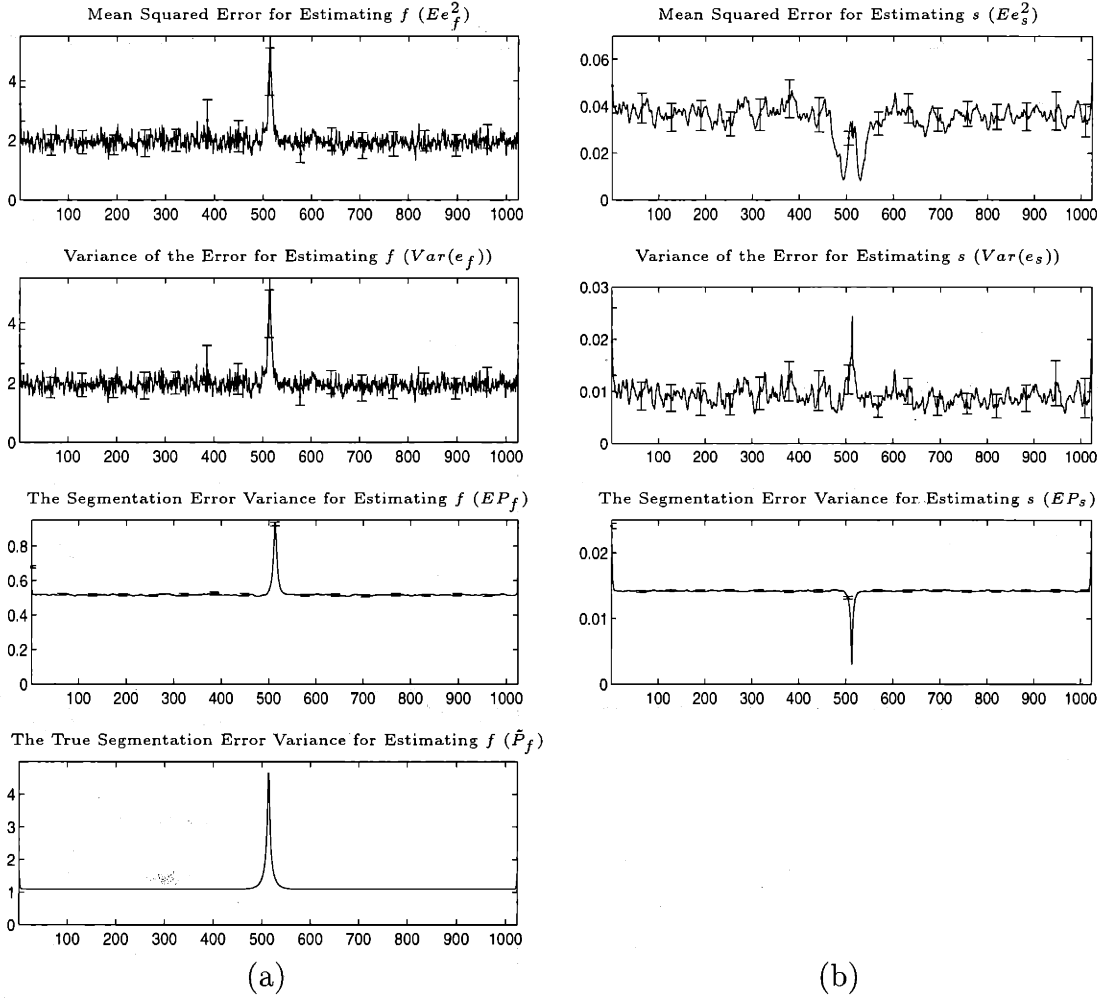 Mean Squared Error for Estimating f (Ee_f^2)
4
2
0
100 200 300 400 500 600 700 800 900 1000
Variance of the Error for Estimating f (Var(e_f))
4
2
0
100 200 300 400 500 600 700 800 900 1000
The Segmentation Error Variance for Estimating f (EP_f)
0.8
0.6
0.4
0.2
0
100 200 300 400 500 600 700 800 900 1000
The True Segmentation Error Variance for Estimating f (P̃_f)
4
3
2
1
0
100 200 300 400 500 600 700 800 900 1000
(a)
Mean Squared Error for Estimating s (Ee_s^2)
0.06
0.04
0.02
0
100 200 300 400 500 600 700 800 900 1000
Variance of the Error for Estimating s (Var(e_s))
0.03
0.02
0.01
0
100 200 300 400 500 600 700 800 900 1000
The Segmentation Error Variance for Estimating s (EP_s)
0.02
0.01
0
100 200 300 400 500 600 700 800 900 1000
(b)